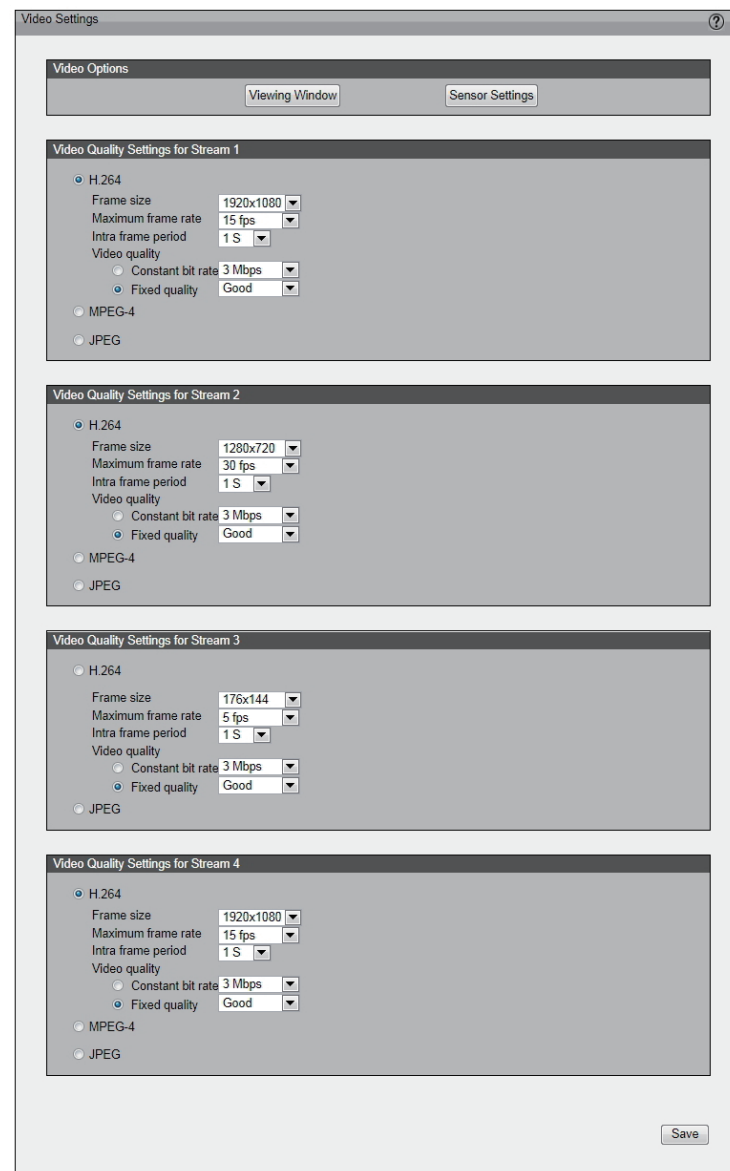 Video Settings ?
Video Options
Viewing Window Sensor Settings
Video Quality Settings for Stream 1
H.264
Frame size 1920x1080
Maximum frame rate 15 fps
Intra frame period 1 S
Video quality
Constant bit rate 3 Mbps
Fixed quality Good
MPEG-4
JPEG
Video Quality Settings for Stream 2
H.264
Frame size 1280x720
Maximum frame rate 30 fps
Intra frame period 1 S
Video quality
Constant bit rate 3 Mbps
Fixed quality Good
MPEG-4
JPEG
Video Quality Settings for Stream 3
H.264
Frame size 176x144
Maximum frame rate 5 fps
Intra frame period 1 S
Video quality
Constant bit rate 3 Mbps
Fixed quality Good
JPEG
Video Quality Settings for Stream 4
H.264
Frame size 1920x1080
Maximum frame rate 15 fps
Intra frame period 1 S
Video quality
Constant bit rate 3 Mbps
Fixed quality Good
MPEG-4
JPEG
Save